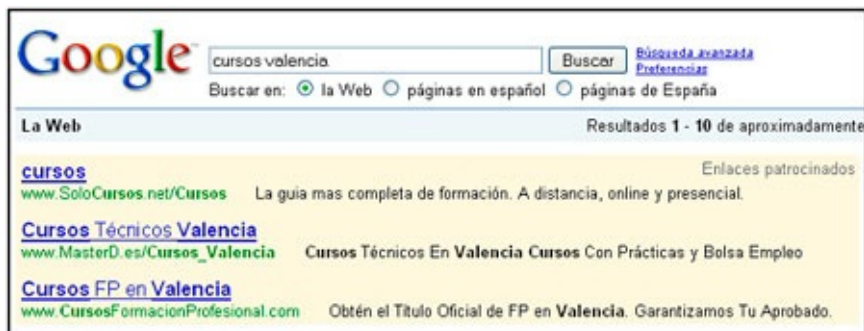 Google™ cursos valencia Buscar Búsqueda avanzada
Preferencias
Buscar en: la Web páginas en español páginas de España
La Web Resultados 1 - 10 de aproximadamente
cursos Enlaces patrocinados
www.SoloCursos.net/Cursos La guia mas completa de formación. A distancia, online y presencial.
Cursos Técnicos Valencia
www.MasterD.es/Cursos_Valencia Cursos Técnicos En Valencia Cursos Con Prácticas y Bolsa Empleo
Cursos FP en Valencia
www.CursosFormacionProfesional.com Obtén el Título Oficial de FP en Valencia. Garantizamos Tu Aprobado.